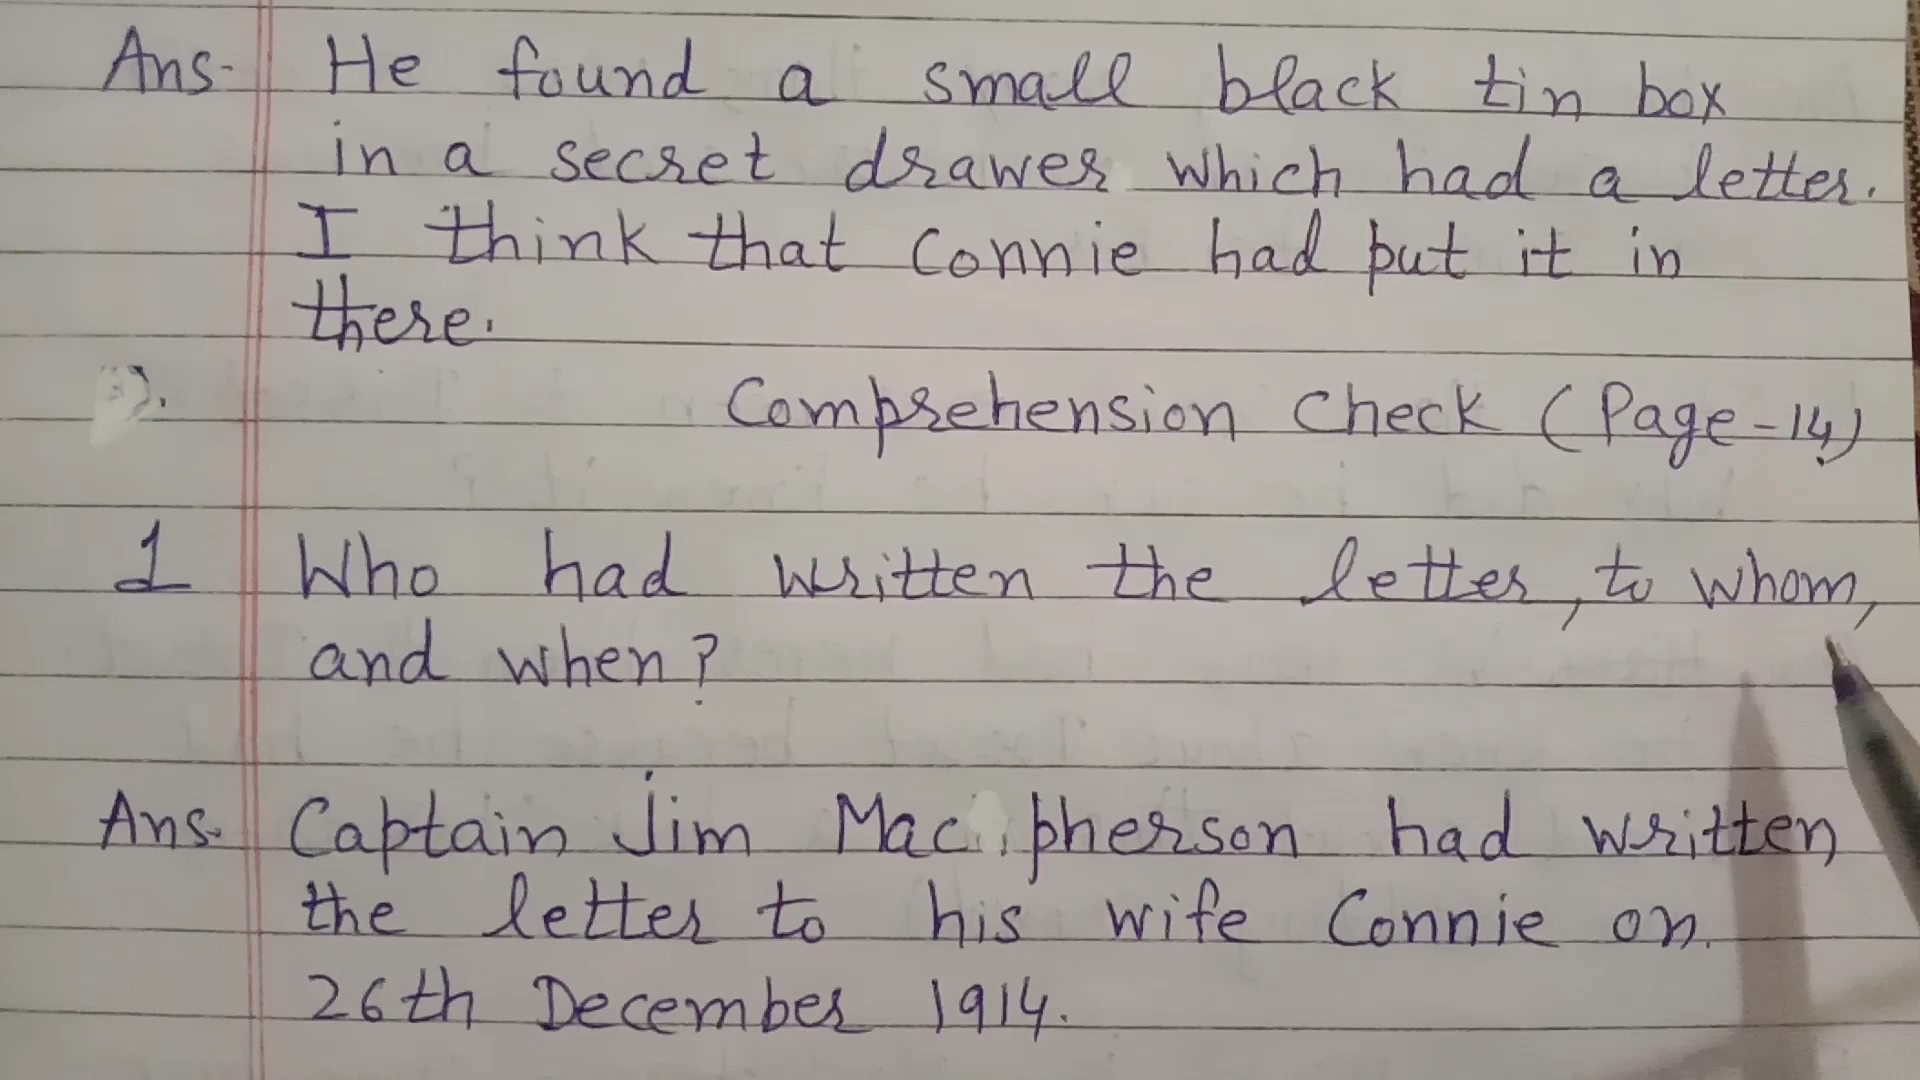 Ans. He found a small black tin box
in a secret drawer which had a letter.
I think that Connie had put it in
there.
Comprehension Check (Page-14)
1 Who had written the letter, to whom,
and when?
Ans. Captain Jim Macpherson had written
the letter to his wife Connie on
26th December 1914.